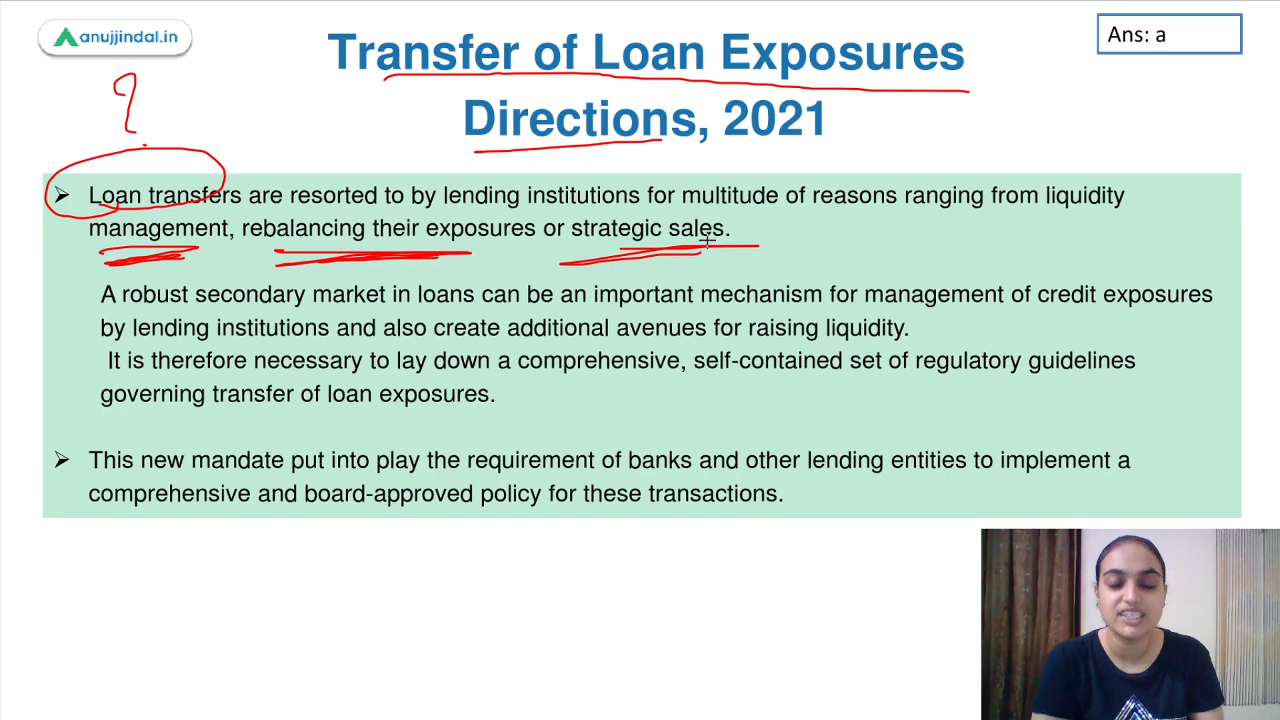 anujjindal.in
Ans: a
Transfer of Loan Exposures
Directions, 2021
?
➢ Loan transfers are resorted to by lending institutions for multitude of reasons ranging from liquidity
management, rebalancing their exposures or strategic sales.
A robust secondary market in loans can be an important mechanism for management of credit exposures
by lending institutions and also create additional avenues for raising liquidity.
It is therefore necessary to lay down a comprehensive, self-contained set of regulatory guidelines
governing transfer of loan exposures.
➢ This new mandate put into play the requirement of banks and other lending entities to implement a
comprehensive and board-approved policy for these transactions.